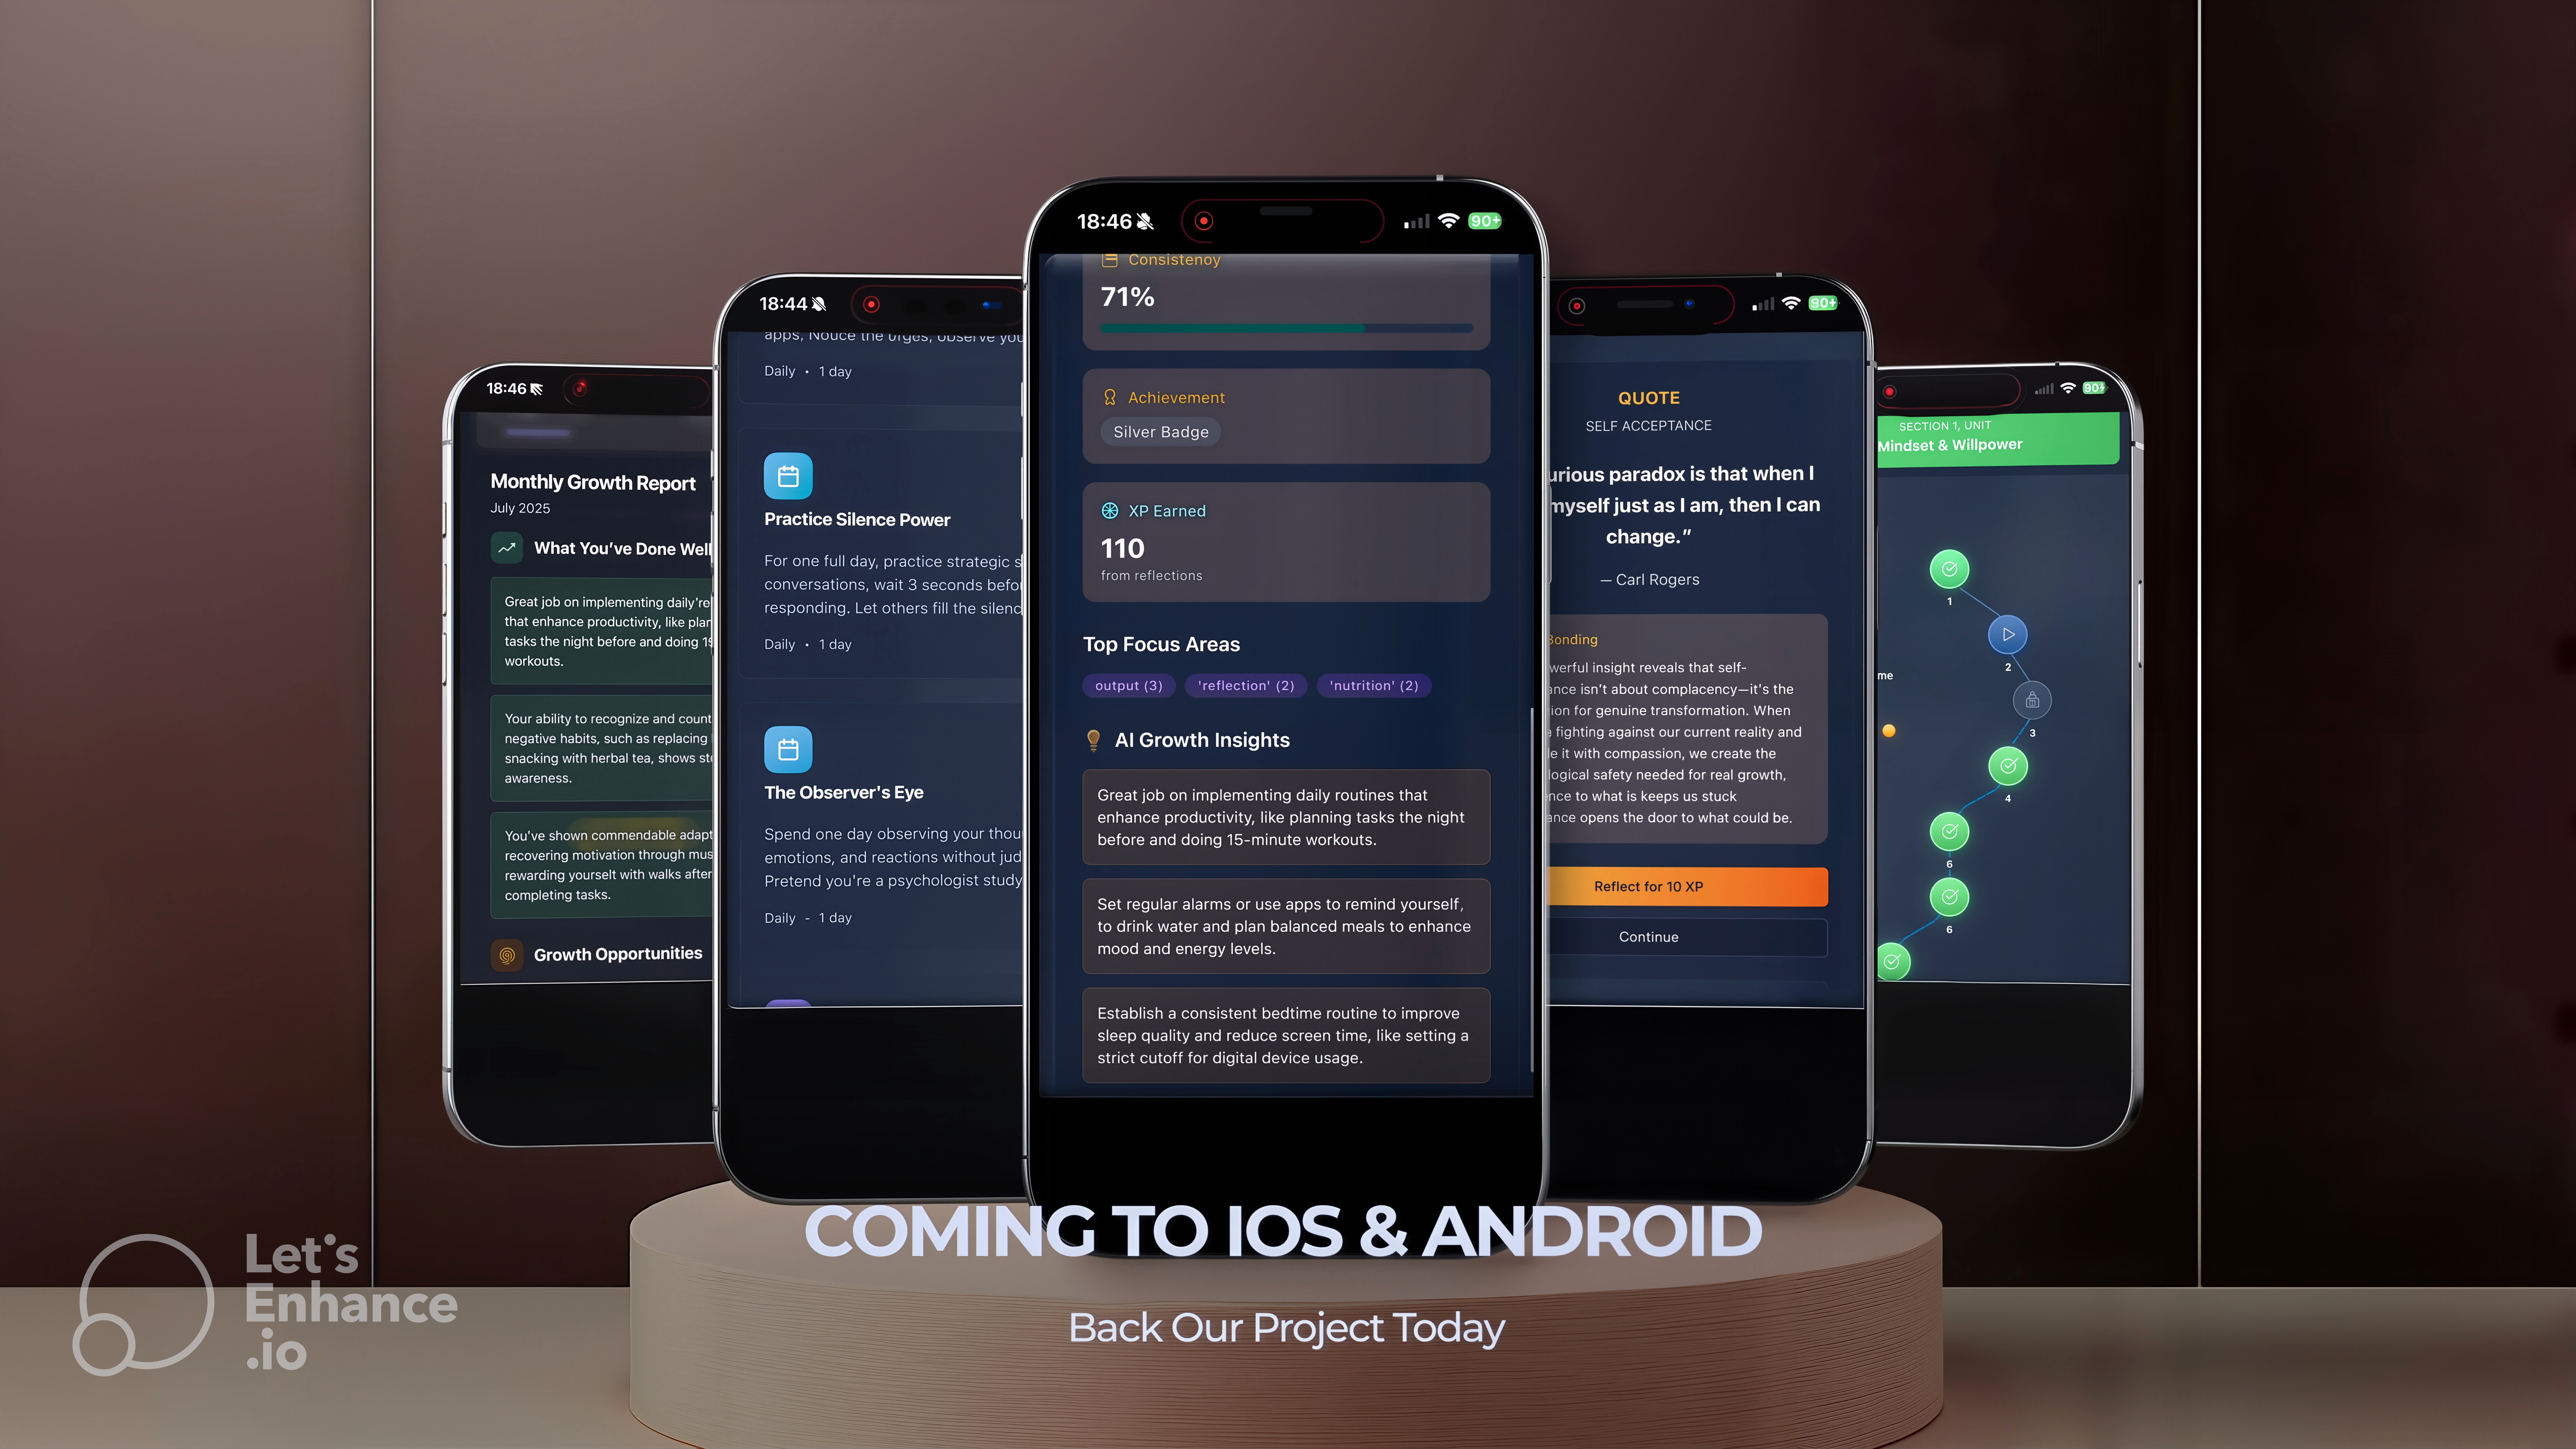 18:46
Monthly Growth Report
July 2025
What You've Done Well
Great job on implementing daily're
that enhance productivity, like plan
tasks the night before and doing 15
workouts.
Your ability to recognize and count
negative habits, such as replacing
snacking with herbal tea, shows st
awareness.
You've shown commendable adapt
recovering motivation through mus
rewarding yourself with walks after
completing tasks.
Growth Opportunities
18:44
apps, Nouce the urges, observe you
Daily • 1 day
Practice Silence Power
For one full day, practice strategic s
conversations, wait 3 seconds befo
responding. Let others fill the silenc
Daily • 1 day
The Observer's Eye
Spend one day observing your thou
emotions, and reactions without jud
Pretend you're a psychologist study
Daily - 1 day
18:46
90+
Consistenoy
71%
Achievement
Silver Badge
XP Earned
110
from reflections
Top Focus Areas
output (3) 'reflection' (2) 'nutrition' (2)
AI Growth Insights
Great job on implementing daily routines that
enhance productivity, like planning tasks the night
before and doing 15-minute workouts.
Set regular alarms or use apps to remind yourself,
to drink water and plan balanced meals to enhance
mood and energy levels.
Establish a consistent bedtime routine to improve
sleep quality and reduce screen time, like setting a
strict cutoff for digital device usage.
90+
QUOTE
SELF ACCEPTANCE
urious paradox is that when I
myself just as I am, then I can
change.”
— Carl Rogers
Bonding
werful insight reveals that self-
ance isn't about complacency—it's the
ion for genuine transformation. When
fighting against our current reality and
le it with compassion, we create the
logical safety needed for real growth,
ence to what is keeps us stuck
ance opens the door to what could be.
Reflect for 10 XP
Continue
90
SECTION 1, UNIT
Mindset & Willpower
1
2
me
3
4
6
6
COMING TO IOS & ANDROID
Back Our Project Today
Let's
Enhance
.io